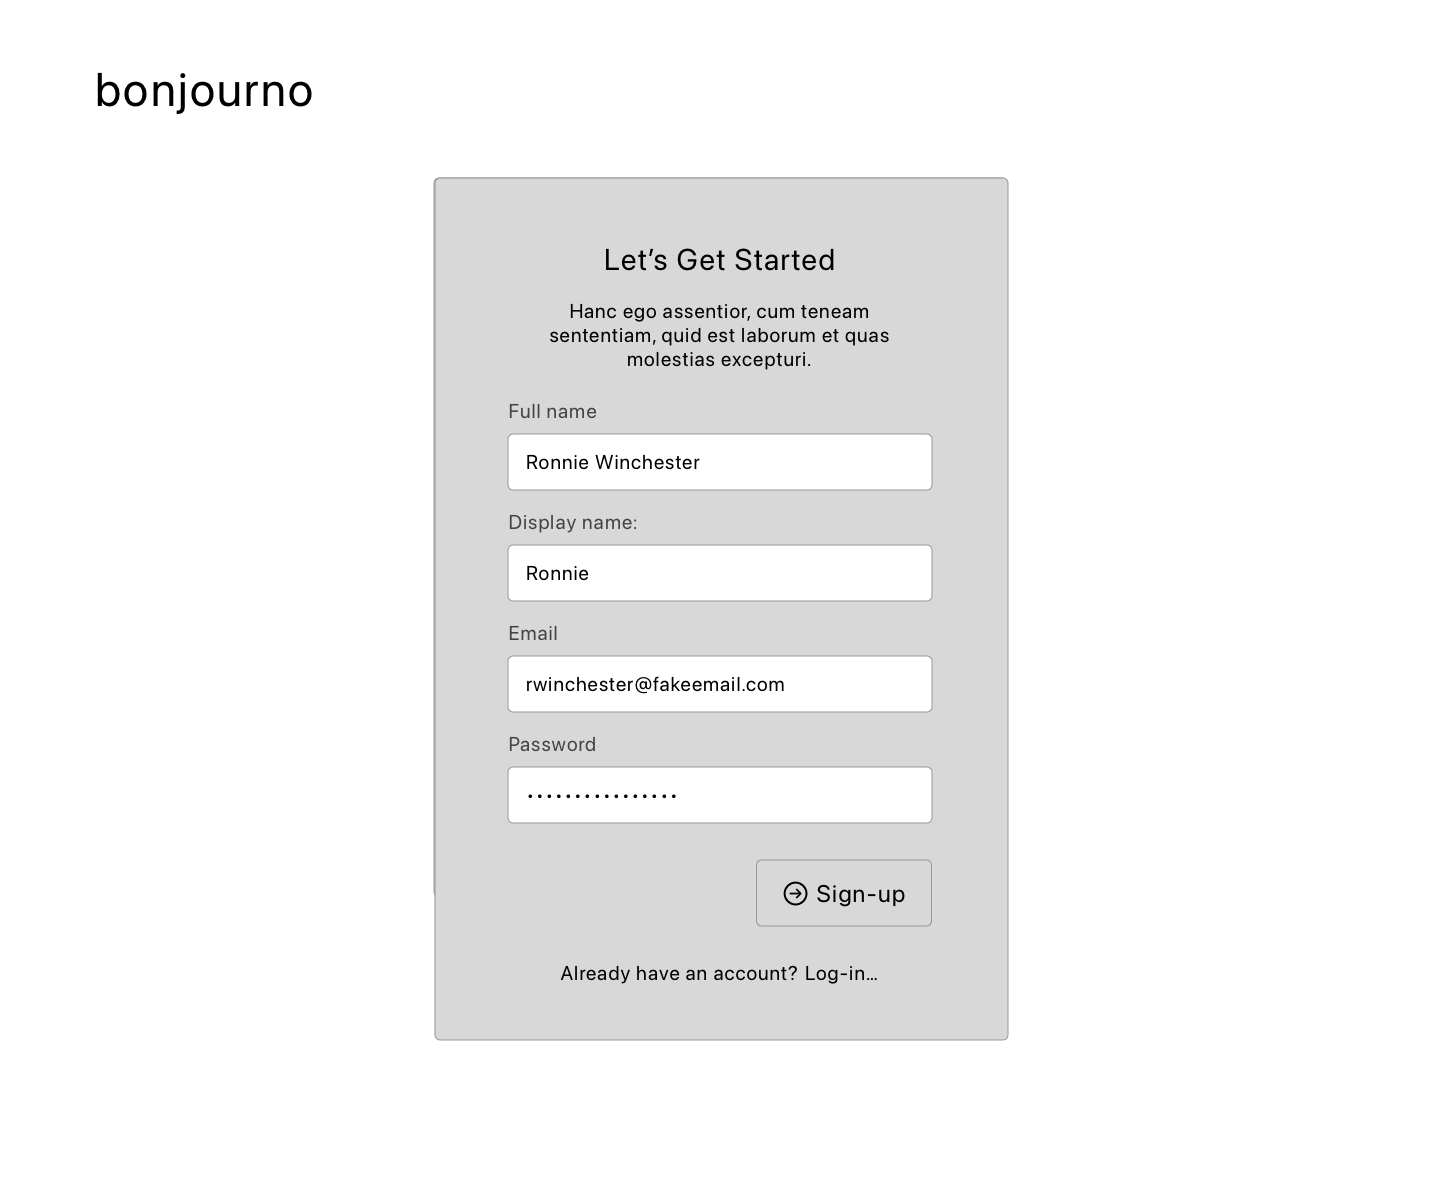 bonjourno
Let’s Get Started
Hanc ego assentior, cum teneam
sententiam, quid est laborum et quas
molestias excepturi.
Full name
Ronnie Winchester
Display name:
Ronnie
Email
rwinchester@fakeemail.com
Password
••••••••••••••••
Sign-up
Already have an account? Log-in…